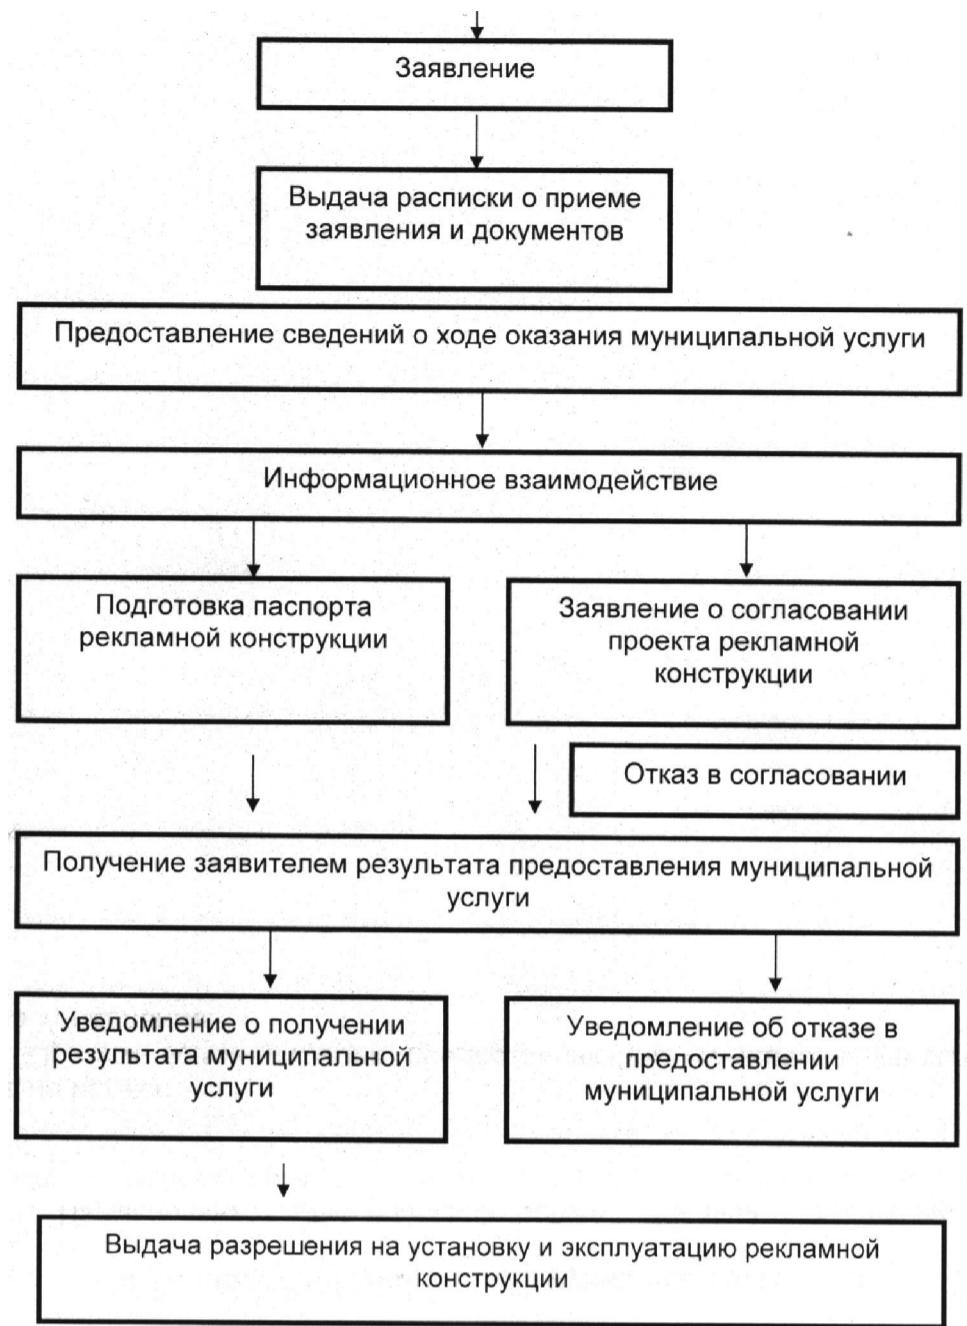 Заявление
Выдача расписки о приеме
заявления и документов
Предоставление сведений о ходе оказания муниципальной услуги
Информационное взаимодействие
Подготовка паспорта
рекламной конструкции
Заявление о согласовании
проекта рекламной
конструкции
Отказ в согласовании
Получение заявителем результата предоставления муниципальной
услуги
Уведомление о получении
результата муниципальной
услуги
Уведомление об отказе в
предоставлении
муниципальной услуги
Выдача разрешения на установку и эксплуатацию рекламной
конструкции